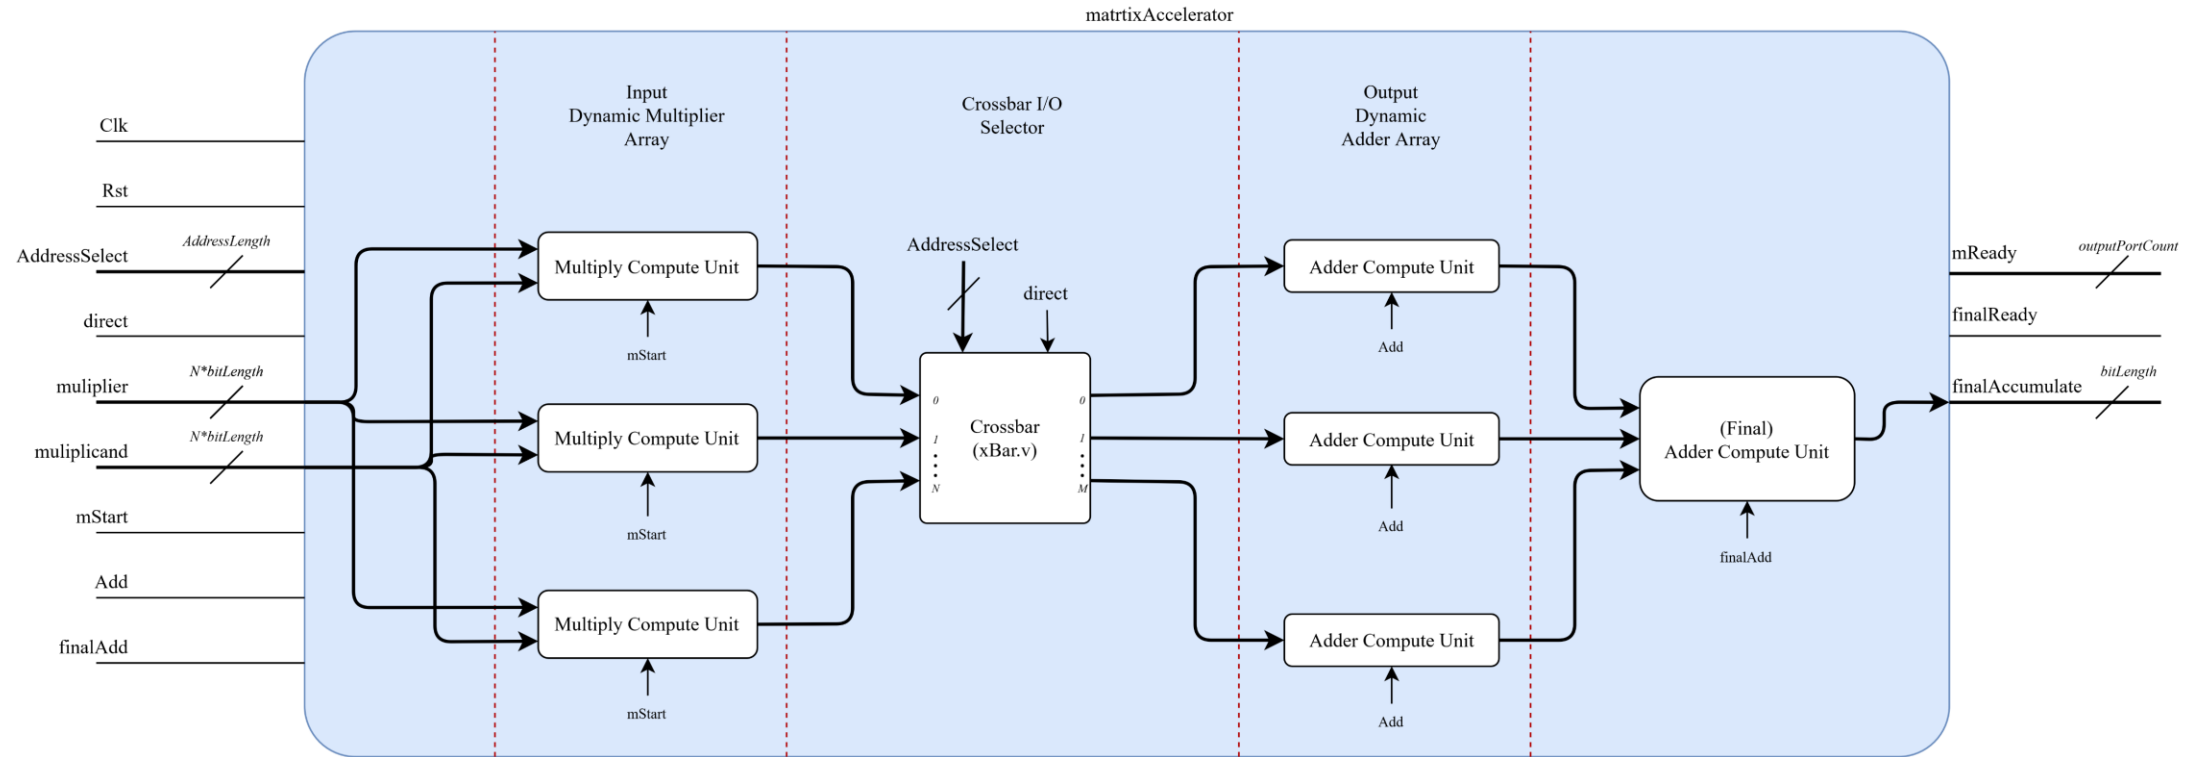 matrtixAccelerator
Clk
Rst
AddressLength
AddressSelect
direct
N*bitLength
muliplier
N*bitLength
muliplicand
mStart
Add
finalAdd
Input
Dynamic Multiplier
Array
Multiply Compute Unit
mStart
Multiply Compute Unit
mStart
Multiply Compute Unit
mStart
Crossbar I/O
Selector
AddressSelect
direct
0
1
N
Crossbar
(xBar.v)
0
1
M
Output
Dynamic
Adder Array
Adder Compute Unit
Add
Adder Compute Unit
Add
Adder Compute Unit
Add
(Final)
Adder Compute Unit
finalAdd
outputPortCount
mReady
finalReady
bitLength
finalAccumulate